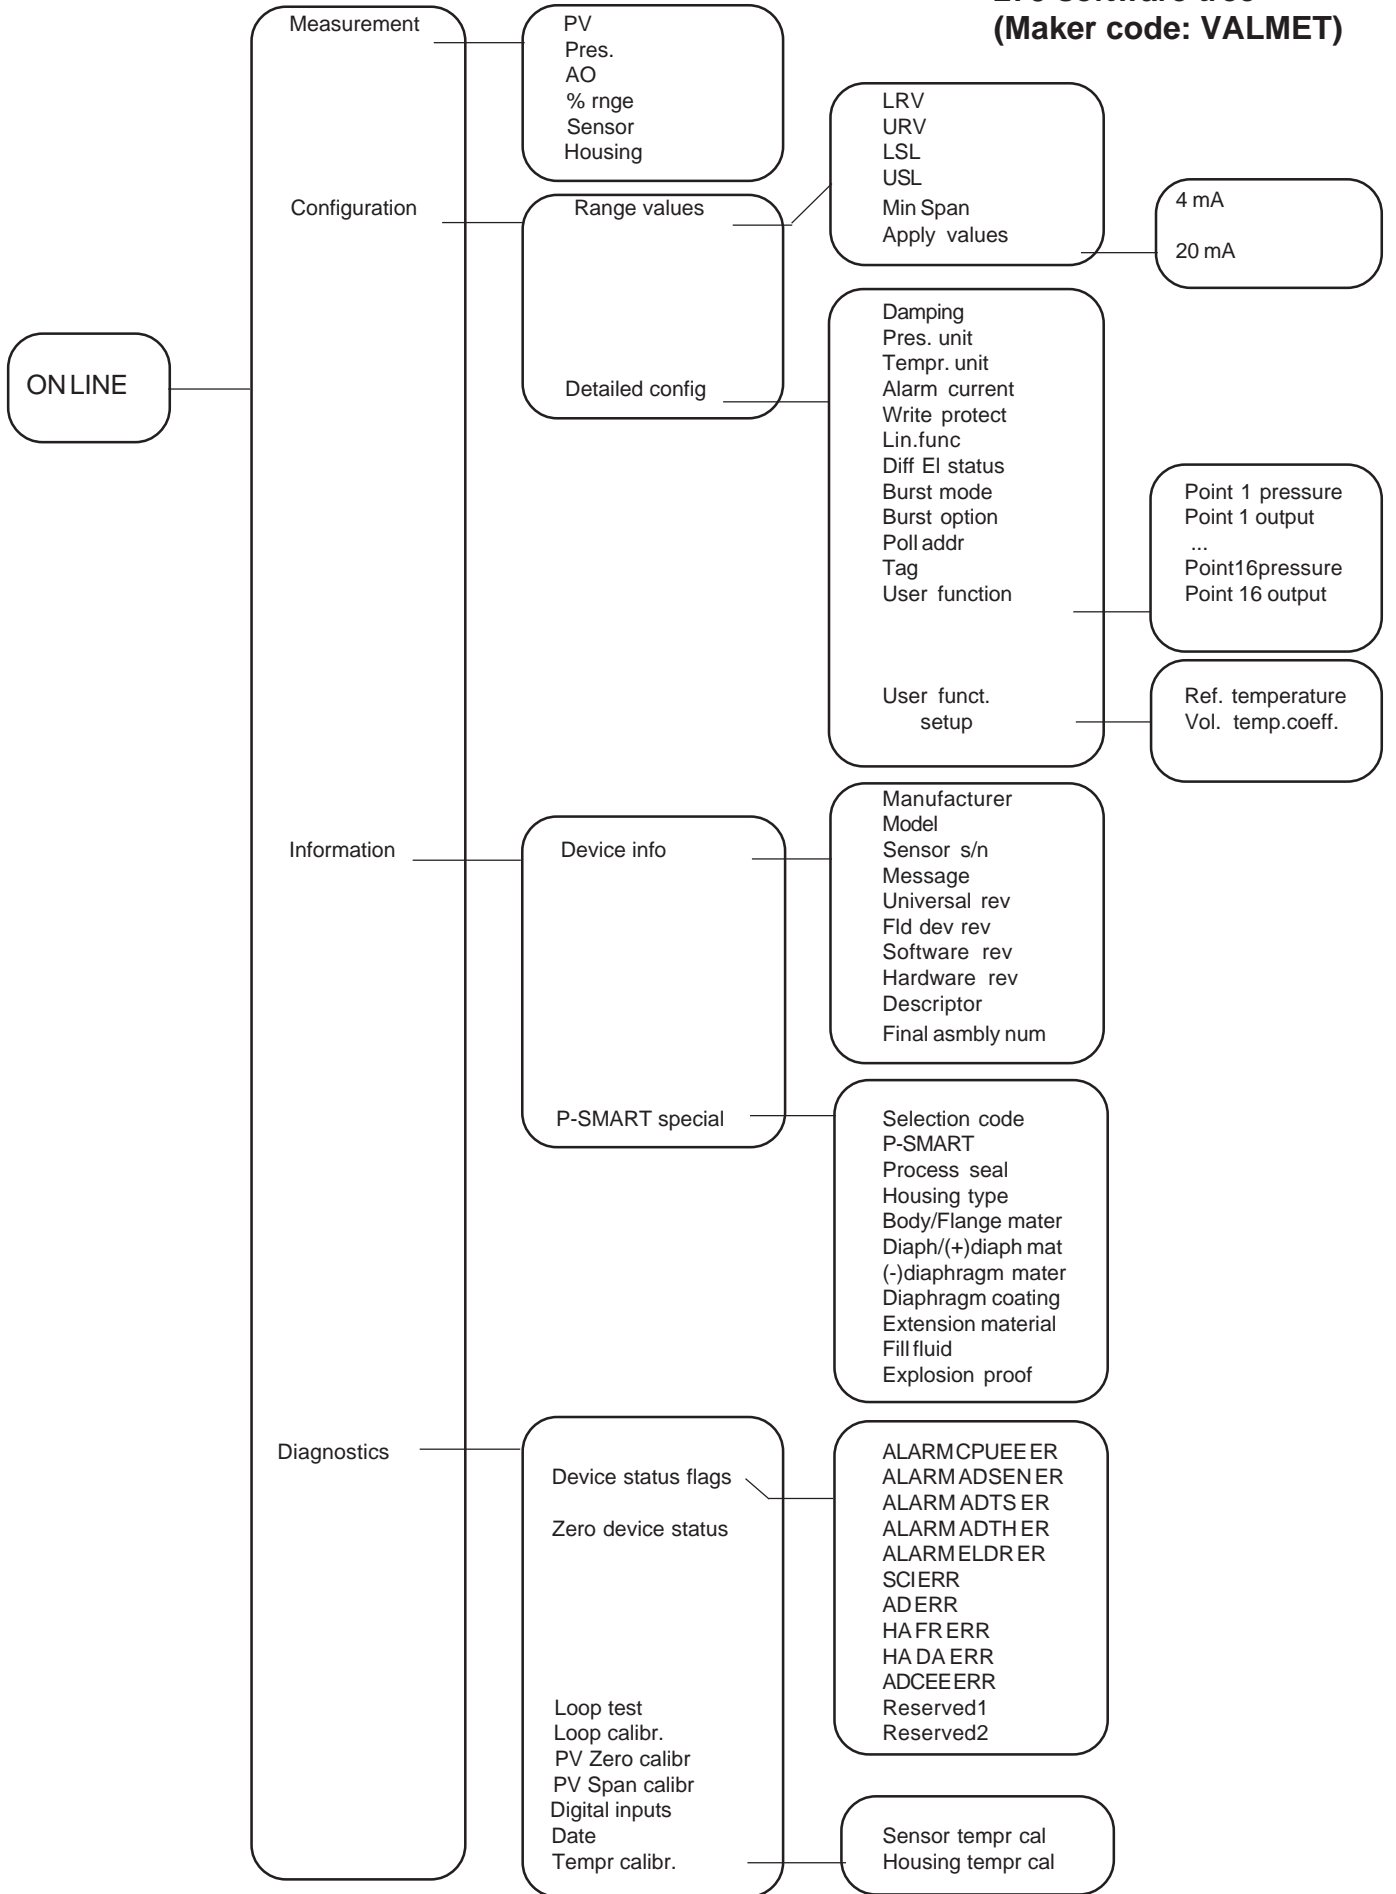 (Maker code: VALMET)
ON LINE
Measurement
Configuration
Information
Diagnostics
PV
Pres.
AO
% rnge
Sensor
Housing
Range values
Detailed config
LRV
URV
LSL
USL
Min Span
Apply values
4 mA
20 mA
Damping
Pres. unit
Tempr. unit
Alarm current
Write protect
Lin.func
Diff El status
Burst mode
Burst option
Poll addr
Tag
User function
User funct.
setup
Point 1 pressure
Point 1 output
...
Point16pressure
Point 16 output
Ref. temperature
Vol. temp.coeff.
Device info
P-SMART special
Manufacturer
Model
Sensor s/n
Message
Universal rev
Fld dev rev
Software rev
Hardware rev
Descriptor
Final asmbly num
Selection code
P-SMART
Process seal
Housing type
Body/Flange mater
Diaph/(+)diaph mat
(-)diaphragm mater
Diaphragm coating
Extension material
Fill fluid
Explosion proof
Device status flags
Zero device status
Loop test
Loop calibr.
PV Zero calibr
PV Span calibr
Digital inputs
Date
Tempr calibr.
ALARM CPUEE ER
ALARM ADSEN ER
ALARM ADTS ER
ALARM ADTH ER
ALARM ELDR ER
SCI ERR
AD ERR
HA FR ERR
HA DA ERR
ADCEE ERR
Reserved1
Reserved2
Sensor tempr cal
Housing tempr cal